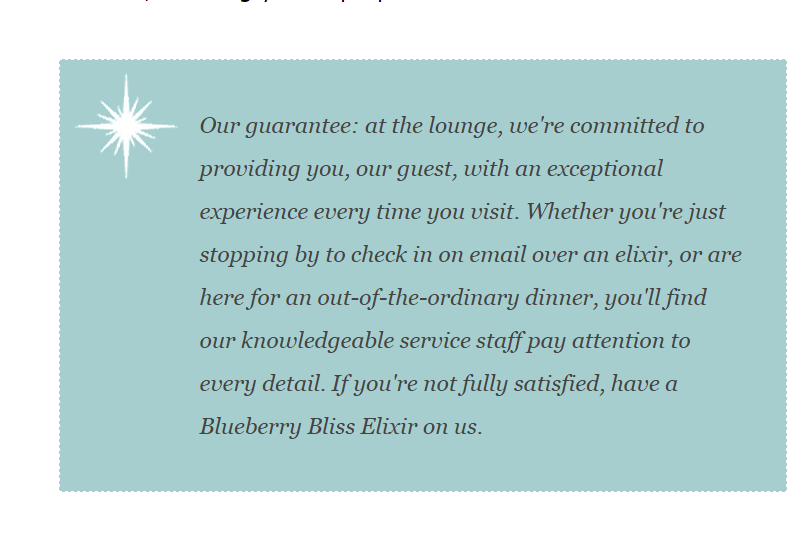 Our guarantee: at the lounge, we're committed to
providing you, our guest, with an exceptional
experience every time you visit. Whether you're just
stopping by to check in on email over an elixir, or are
here for an out-of-the-ordinary dinner, you'll find
our knowledgeable service staff pay attention to
every detail. If you're not fully satisfied, have a
Blueberry Bliss Elixir on us.